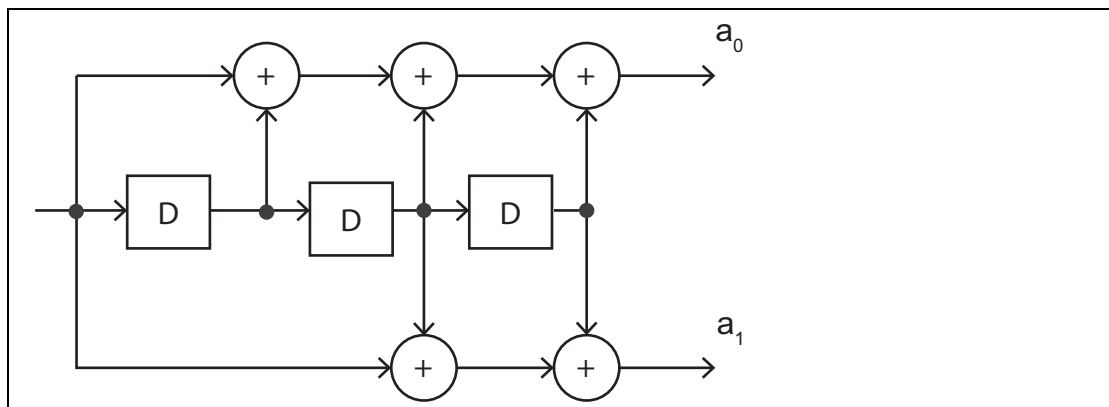 a₀
+ + +
D D D
a₁
+ +